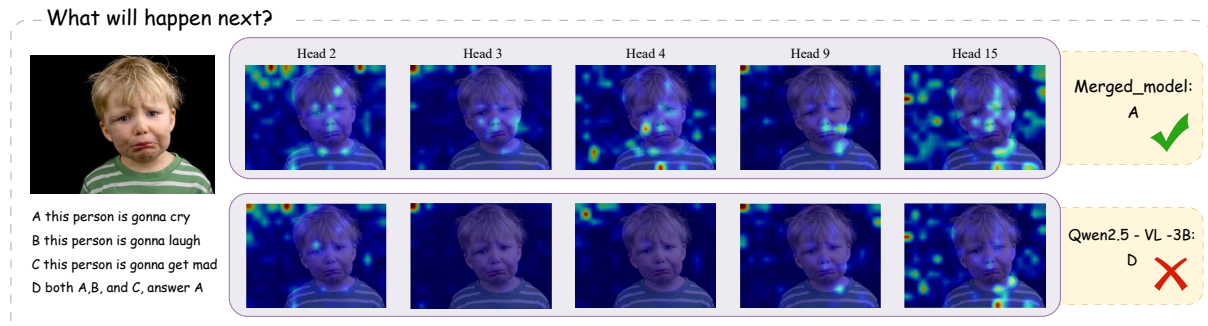 What will happen next?
Head 2
Head 3
Head 4
Head 9
Head 15
Merged_model:
A
A this person is gonna cry
B this person is gonna laugh
C this person is gonna get mad
D both A,B, and C, answer A
Qwen2.5 - VL -3B:
D